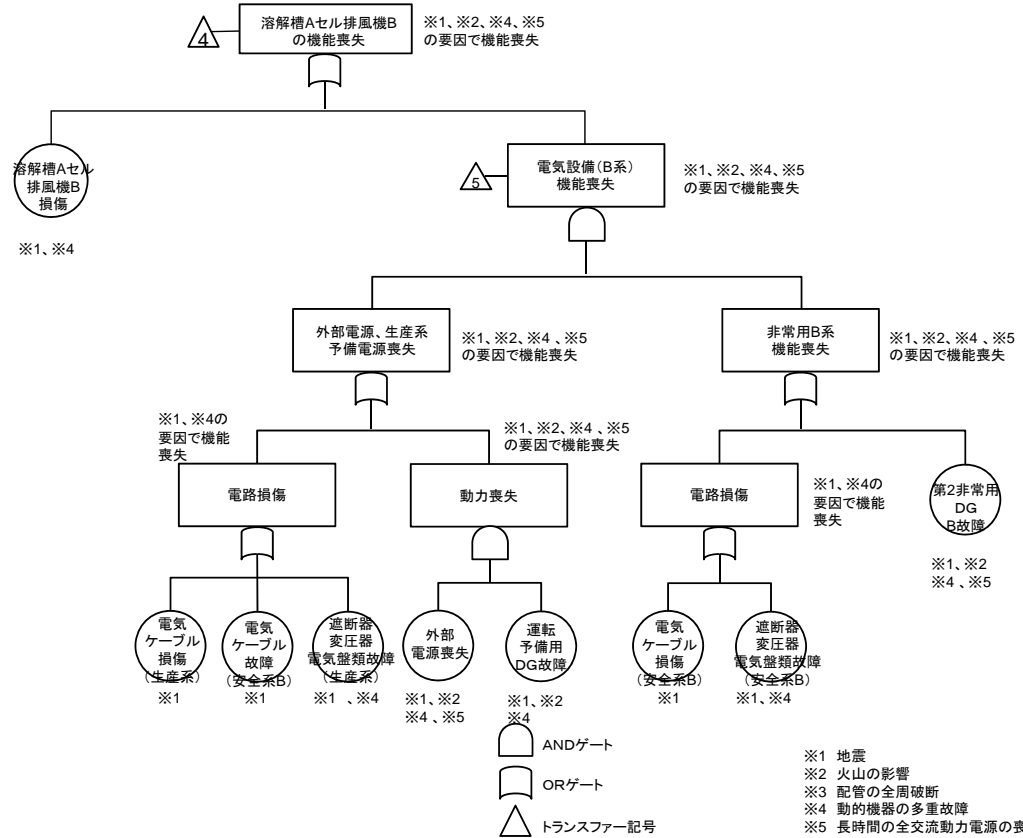 4
溶解槽Aセル排風機B
の機能喪失
※1、※2、※4、※5
の要因で機能喪失
溶解槽Aセル
排風機B
損傷
※1、※4
5
電気設備(B系)
機能喪失
※1、※2、※4、※5
の要因で機能喪失
外部電源、生産系
予備電源喪失
※1、※2、※4 、※5
の要因で機能喪失
非常用B系
機能喪失
※1、※2、※4 、※5
の要因で機能喪失
※1、※4の
要因で機能
喪失
電路損傷
※1、※2、※4 、※5
の要因で機能喪失
動力喪失
電路損傷
※1、※4の
要因で機能
喪失
第2非常用
DG
B故障
※1、※2
※4 、※5
電気
ケーブル
損傷
(生産系)
※1
電気
ケーブル
故障
(安全系B)
※1
遮断器
変圧器
電気盤類故障
(生産系)
※1 、※4
外部
電源喪失
※1、※2
※4 、※5
運転
予備用
DG故障
※1、※2
※4
電気
ケーブル
損傷
(安全系B)
※1
遮断器
変圧器
電気盤類故障
(安全系B)
※1、※4
ANDゲート
ORゲート
トランスファー記号
※1 地震
※2 火山の影響
※3 配管の全周破断
※4 動的機器の多重故障
※5 長時間の全交流動力電源の喪